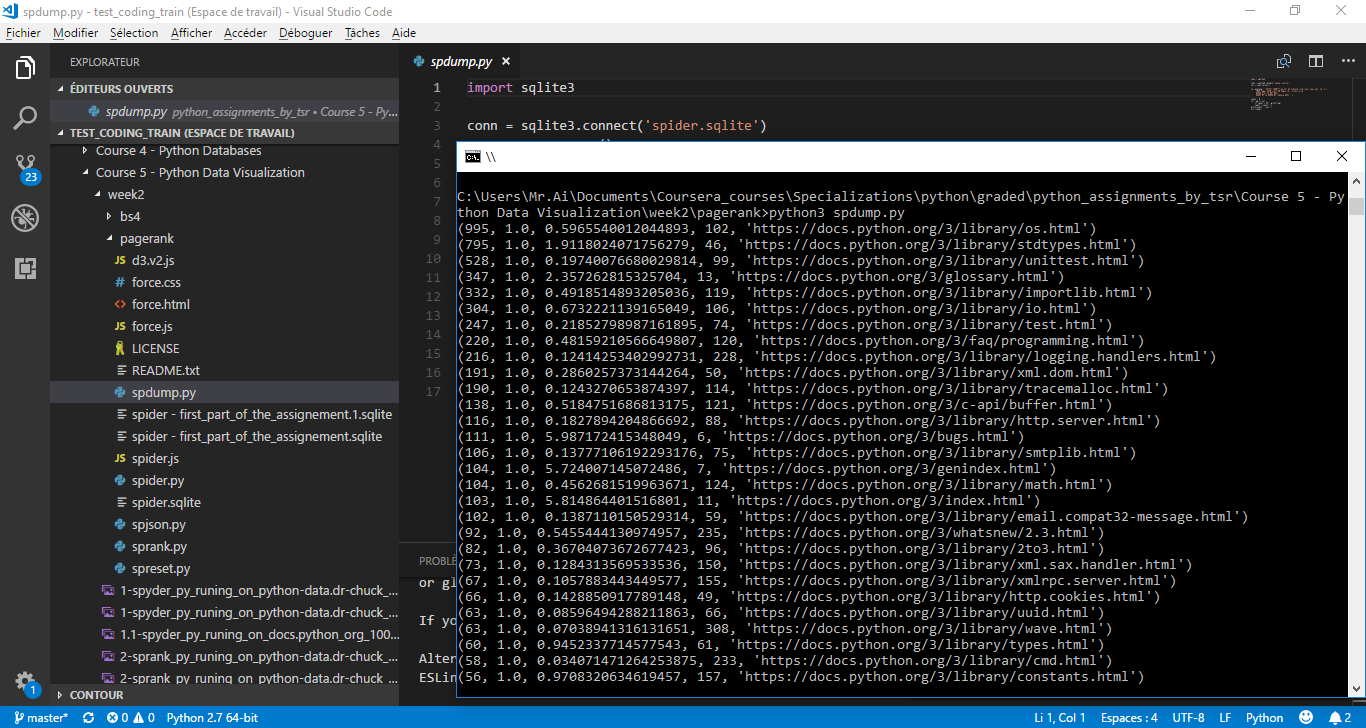 spdump.py - test_coding_train (Espace de travail) - Visual Studio Code
Fichier Modifier Sélection Afficher Accéder Déboguer Tâches Aide
EXPLORATEUR
ÉDITEURS OUVERTS
spdump.py python_assignments_by_tsr • Course 5 - Py...
TEST_CODING_TRAIN (ESPACE DE TRAVAIL)
Course 4 - Python Databases
Course 5 - Python Data Visualization
week2
bs4
pagerank
JS d3.v2.js
# force.css
<> force.html
JS force.js
LICENSE
README.txt
spdump.py
spider - first_part_of_the_assignement.1.sqlite
spider - first_part_of_the_assignement.sqlite
JS spider.js
spider.py
spider.sqlite
spjson.py
sprank.py
spreset.py
1-spyder_py_runing_on_python-data.dr-chuck_...
1-spyder_py_runing_on_python-data.dr-chuck_...
1.1-spyder_py_runing_on_docs.python_org_100...
2-sprank_py_runing_on_python-data.dr-chuck_...
2-sprank_py_runing_on_python-data.dr-chuck_...
CONTOUR
23
1
spdump.py
1 import sqlite3
2
3 conn = sqlite3.connect('spider.sqlite')
4
5
6
7
8
9
10
11
12
13
14
15
16
17
PROBLÈ
or gl
If yo
Alter
ESLin
C:\. \\
C:\Users\Mr.Ai\Documents\Coursera_courses\Specializations\python\graded\python_assignments_by_tsr\Course 5 - Py
thon Data Visualization\week2\pagerank>python3 spdump.py
(995, 1.0, 0.5965540012044893, 102, 'https://docs.python.org/3/library/os.html')
(795, 1.0, 1.9118024071756279, 46, 'https://docs.python.org/3/library/stdtypes.html')
(528, 1.0, 0.19740076680029814, 99, 'https://docs.python.org/3/library/unittest.html')
(347, 1.0, 2.357262815325704, 13, 'https://docs.python.org/3/glossary.html')
(332, 1.0, 0.4918514893205036, 119, 'https://docs.python.org/3/library/importlib.html')
(304, 1.0, 0.6732221139165049, 106, 'https://docs.python.org/3/library/io.html')
(247, 1.0, 0.21852798987161895, 74, 'https://docs.python.org/3/library/test.html')
(220, 1.0, 0.48159210566649807, 120, 'https://docs.python.org/3/faq/programming.html')
(216, 1.0, 0.12414253402992731, 228, 'https://docs.python.org/3/library/logging.handlers.html')
(191, 1.0, 0.2860257373144264, 50, 'https://docs.python.org/3/library/xml.dom.html')
(190, 1.0, 0.1243270653874397, 114, 'https://docs.python.org/3/library/tracemalloc.html')
(138, 1.0, 0.5184751686813175, 121, 'https://docs.python.org/3/c-api/buffer.html')
(116, 1.0, 0.1827894204866692, 88, 'https://docs.python.org/3/library/http.server.html')
(111, 1.0, 5.987172415348049, 6, 'https://docs.python.org/3/bugs.html')
(106, 1.0, 0.13777106192293176, 75, 'https://docs.python.org/3/library/smtplib.html')
(104, 1.0, 5.724007145072486, 7, 'https://docs.python.org/3/genindex.html')
(104, 1.0, 0.4562681519963671, 124, 'https://docs.python.org/3/library/math.html')
(103, 1.0, 5.814864401516801, 11, 'https://docs.python.org/3/index.html')
(102, 1.0, 0.1387110150529314, 59, 'https://docs.python.org/3/library/email.compat32-message.html')
(92, 1.0, 0.5455444130974957, 235, 'https://docs.python.org/3/whatsnew/2.3.html')
(82, 1.0, 0.36704073672677423, 96, 'https://docs.python.org/3/library/2to3.html')
(73, 1.0, 0.1284313569533536, 150, 'https://docs.python.org/3/library/xml.sax.handler.html')
(67, 1.0, 0.1057883443449577, 155, 'https://docs.python.org/3/library/xmlrpc.server.html')
(66, 1.0, 0.1428850917789148, 49, 'https://docs.python.org/3/library/http.cookies.html')
(63, 1.0, 0.08596494288211863, 66, 'https://docs.python.org/3/library/uuid.html')
(63, 1.0, 0.07038941316131651, 308, 'https://docs.python.org/3/library/wave.html')
(60, 1.0, 0.9452337714577543, 61, 'https://docs.python.org/3/library/types.html')
(58, 1.0, 0.034071471264253875, 233, 'https://docs.python.org/3/library/cmd.html')
(56, 1.0, 0.9708320634619457, 157, 'https://docs.python.org/3/library/constants.html')
master* 0 0 Python 2.7 64-bit Li 1, Col 1 Espaces : 4 UTF-8 LF Python 2